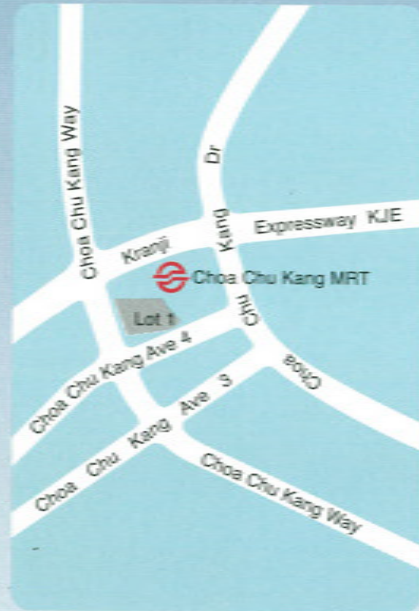 Choa Chu Kang Way
Kranji Expressway KJE
Choa Chu Kang Dr
Choa Chu Kang MRT
Lot 1
Choa Chu Kang Ave 4
Choa Chu Kang Ave 3
Choa Chu Kang Way